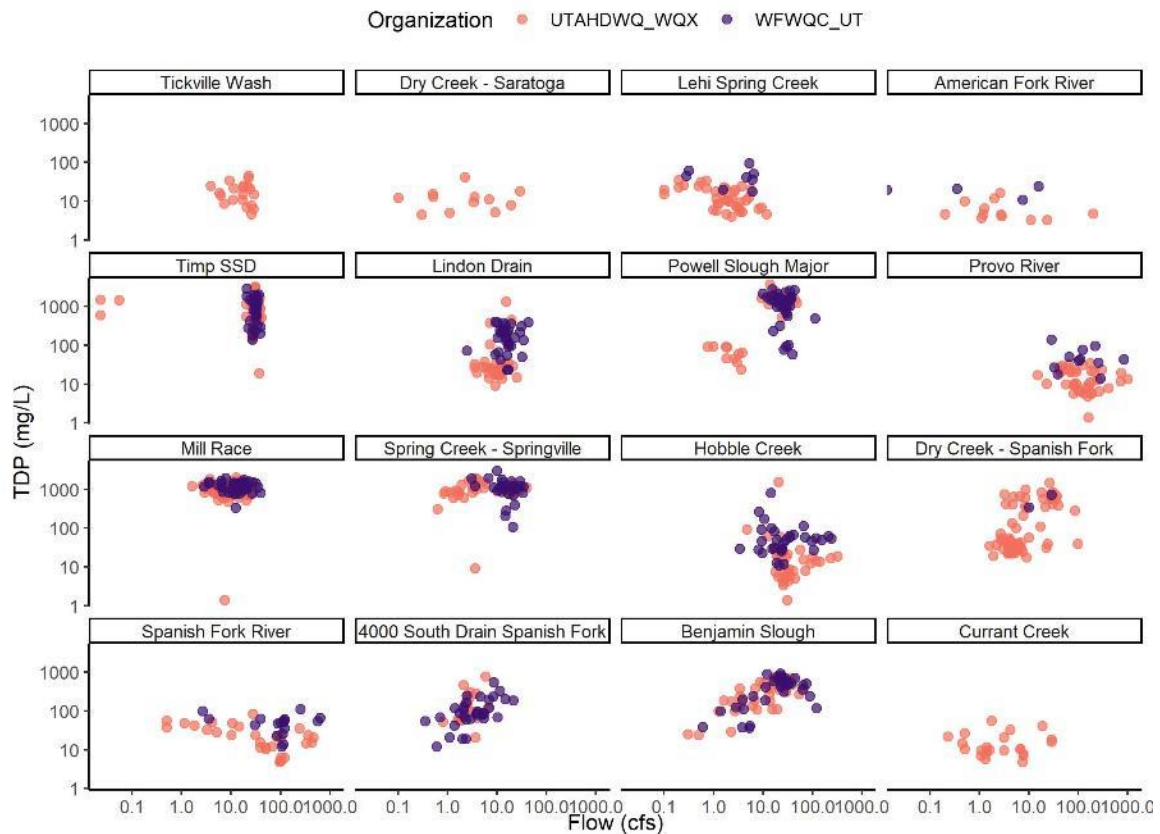 Organization UTAHDWQ_WQX WFWQC_UT
Tickville Wash Dry Creek - Saratoga Lehi Spring Creek American Fork River
1000
100
10
1
Timp SSD Lindon Drain Powell Slough Major Provo River
1000
100
10
1
Mill Race Spring Creek - Springville Hobble Creek Dry Creek - Spanish Fork
1000
100
10
1
Spanish Fork River 4000 South Drain Spanish Fork Benjamin Slough Currant Creek
1000
100
10
1
TDP (mg/L)
0.1 1.0 10.0 100.01000.0 0.1 1.0 10.0 100.01000.0 0.1 1.0 10.0 100.01000.0 0.1 1.0 10.0 100.01000.0
Flow (cfs)